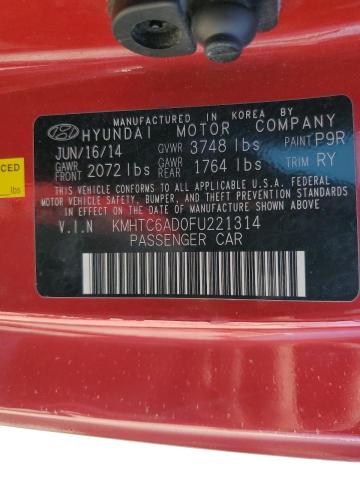 MANUFACTURED IN KOREA BY
HYUNDAI MOTOR COMPANY
JUN/16/14 GVWR 3748 lbs PAINT P9R
GAWR FRONT 2072 lbs GAWR REAR 1764 lbs TRIM RY
THIS VEHICLE CONFORMS TO ALL APPLICABLE U.S.A. FEDERAL
MOTOR VEHICLE SAFETY, BUMPER, AND THEFT PREVENTION
STANDARDS IN EFFECT ON THE DATE OF MANUFACTURE SHOWN ABOVE.
V.I.N KMHTC6AD0FU221314
PASSENGER CAR
CED
lbs